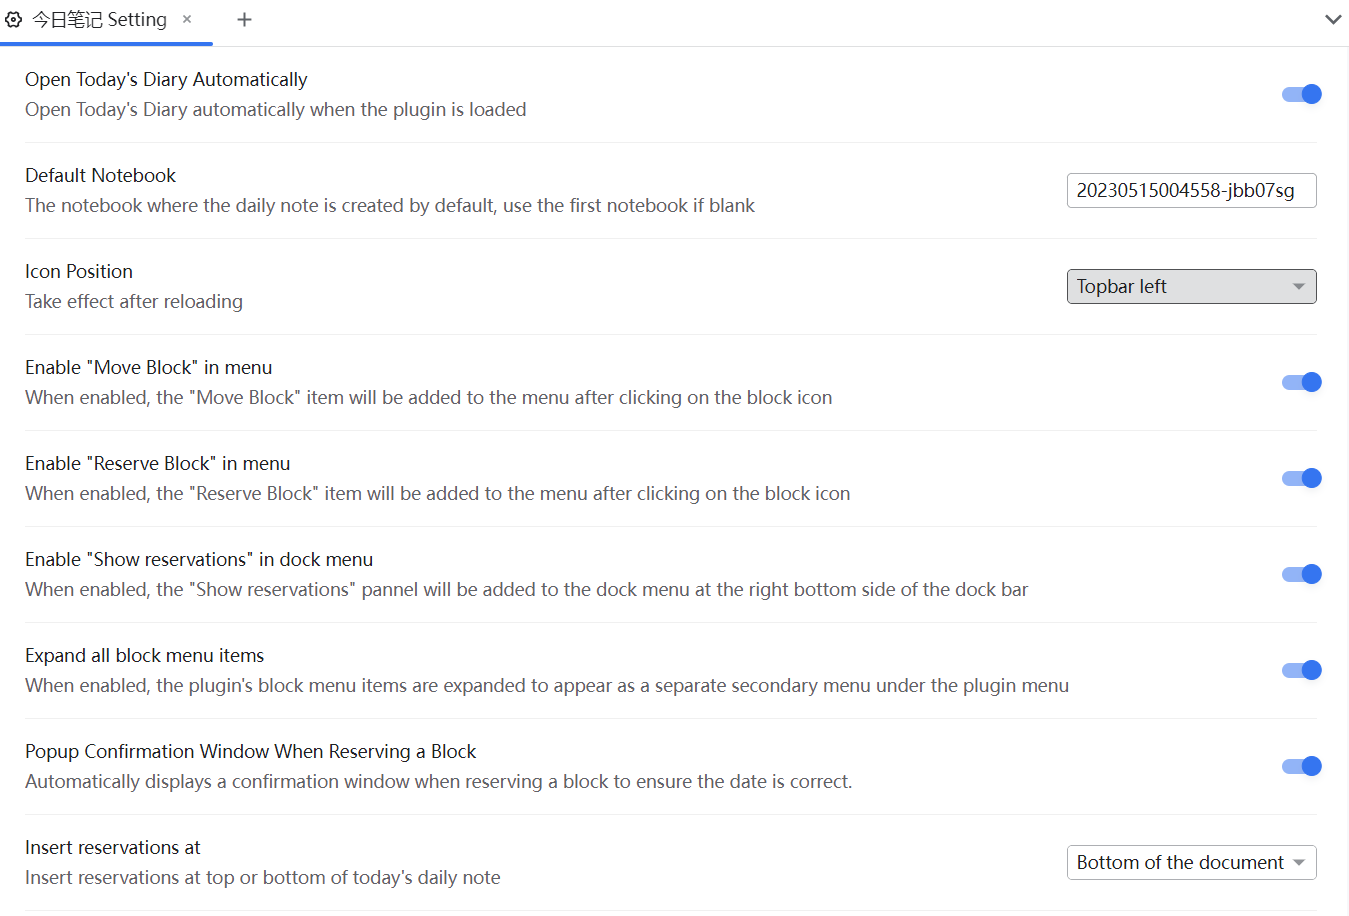 今日笔记 Setting
Open Today's Diary Automatically
Open Today's Diary automatically when the plugin is loaded
Default Notebook
The notebook where the daily note is created by default, use the first notebook if blank
20230515004558-jbb07sg
Icon Position
Take effect after reloading
Topbar left
Enable "Move Block" in menu
When enabled, the "Move Block" item will be added to the menu after clicking on the block icon
Enable "Reserve Block" in menu
When enabled, the "Reserve Block" item will be added to the menu after clicking on the block icon
Enable "Show reservations" in dock menu
When enabled, the "Show reservations" pannel will be added to the dock menu at the right bottom side of the dock bar
Expand all block menu items
When enabled, the plugin's block menu items are expanded to appear as a separate secondary menu under the plugin menu
Popup Confirmation Window When Reserving a Block
Automatically displays a confirmation window when reserving a block to ensure the date is correct.
Insert reservations at
Insert reservations at top or bottom of today's daily note
Bottom of the document